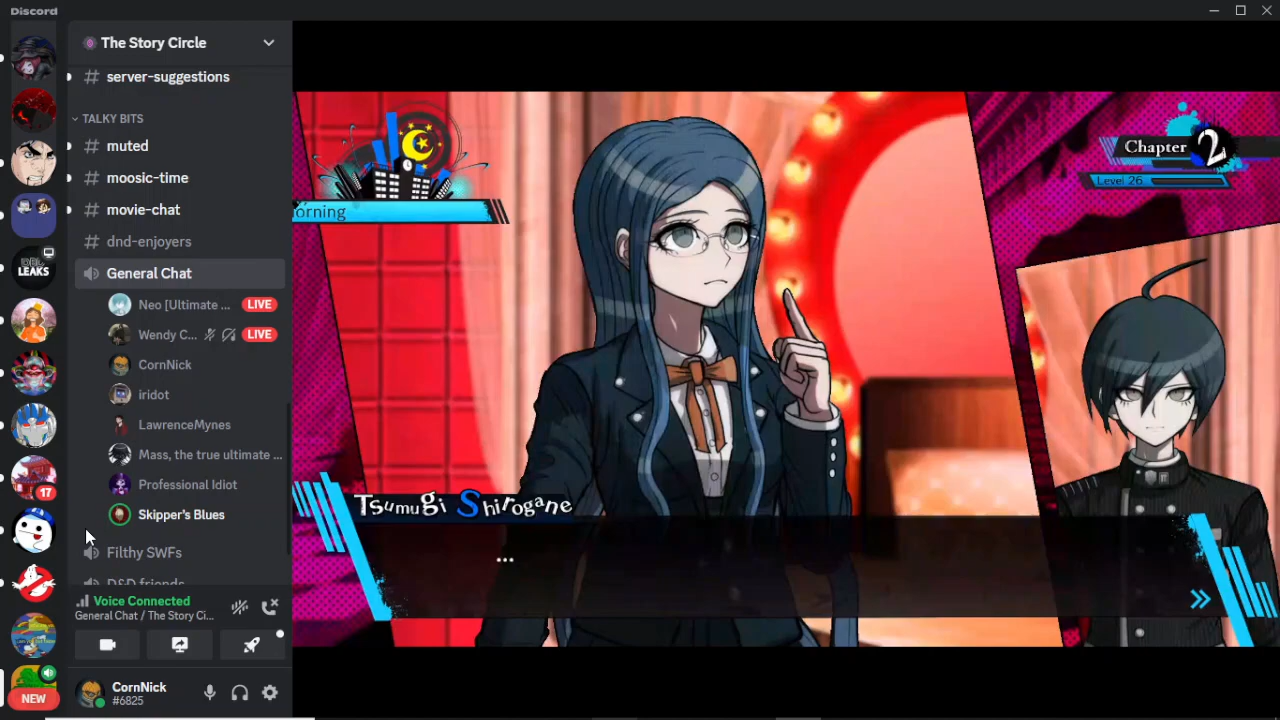 Discord
The Story Circle
# server-suggestions
TALKY BITS
# muted
# moosic-time
# movie-chat
# dnd-enjoyers
General Chat
Neo [Ultimate ... LIVE
Wendy C... LIVE
CornNick
iridot
LawrenceMynes
Mass, the true ultimate ...
Professional Idiot
Skipper's Blues
Filthy SWFs
D&D friends
Voice Connected
General Chat / The Story Ci...
CornNick
#6825
LEAKS
17
NEW
orning
Chapter 2
Level 26
Tsumugi Shirogane
...